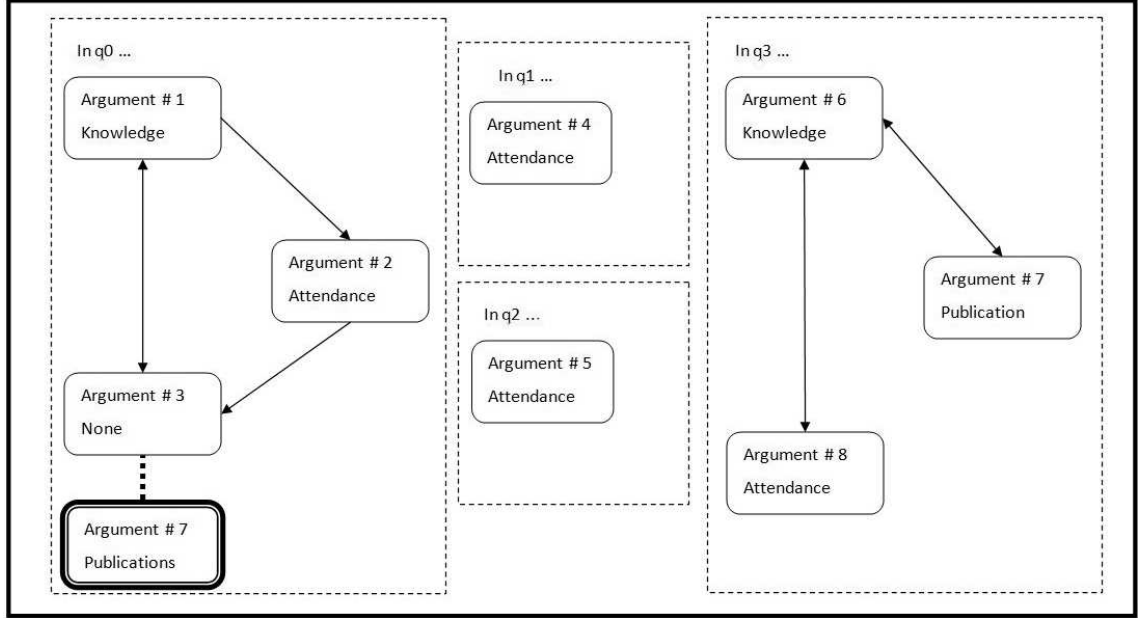 In q0 ...
Argument # 1
Knowledge
Argument # 2
Attendance
Argument # 3
None
Argument # 7
Publications
In q1 ...
Argument # 4
Attendance
In q2 ...
Argument # 5
Attendance
In q3 ...
Argument # 6
Knowledge
Argument # 7
Publication
Argument # 8
Attendance